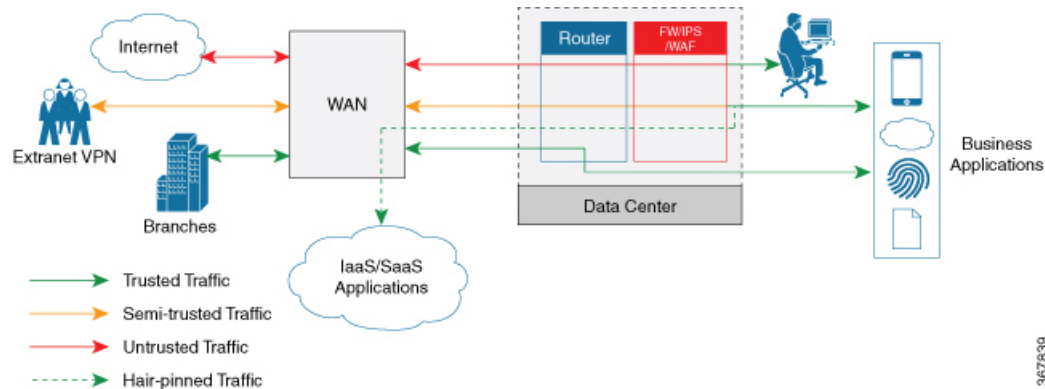 Internet
Extranet VPN
Branches
WAN
Router
FW/IPS
/WAF
Data Center
Business
Applications
IaaS/SaaS
Applications
Trusted Traffic
Semi-trusted Traffic
Untrusted Traffic
Hair-pinned Traffic
367839